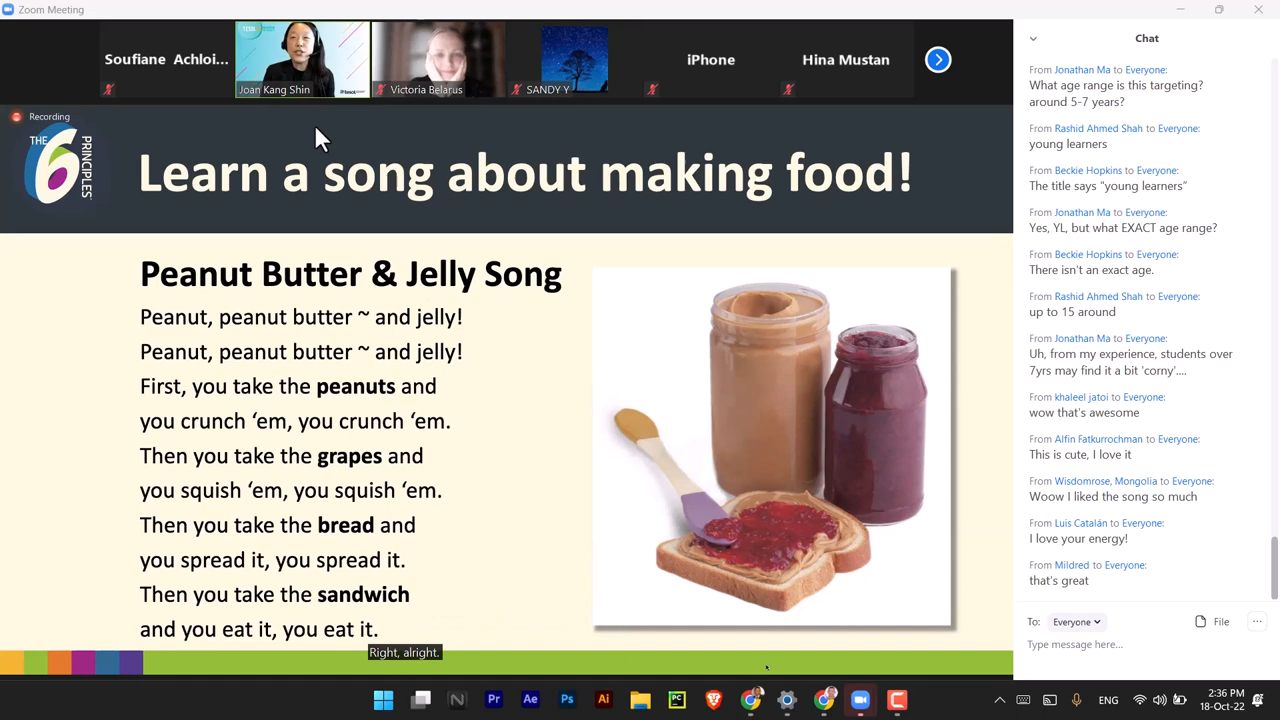 Zoom Meeting
Soufiane Achloi...
Joan Kang Shin
Victoria Belarus
SANDY Y
iPhone
Hina Mustan
Recording
THE 6 PRINCIPLES
Learn a song about making food!
Peanut Butter & Jelly Song
Peanut, peanut butter ~ and jelly!
Peanut, peanut butter ~ and jelly!
First, you take the peanuts and
you crunch ‘em, you crunch ‘em.
Then you take the grapes and
you squish ‘em, you squish ‘em.
Then you take the bread and
you spread it, you spread it.
Then you take the sandwich
and you eat it, you eat it.
Right, alright.
Chat
From Jonathan Ma to Everyone:
What age range is this targeting?
around 5-7 years?
From Rashid Ahmed Shah to Everyone:
young learners
From Beckie Hopkins to Everyone:
The title says "young learners”
From Jonathan Ma to Everyone:
Yes, YL, but what EXACT age range?
From Beckie Hopkins to Everyone:
There isn't an exact age.
From Rashid Ahmed Shah to Everyone:
up to 15 around
From Jonathan Ma to Everyone:
Uh, from my experience, students over
7yrs may find it a bit 'corny'....
From khaleel jatoi to Everyone:
wow that's awesome
From Alfin Fatkurrochman to Everyone:
This is cute, I love it
From Wisdomrose, Mongolia to Everyone:
Woow I liked the song so much
From Luis Catalán to Everyone:
I love your energy!
From Mildred to Everyone:
that's great
To: Everyone
File
Type message here...
N
Pr
Ae
Ps
Ai
PC
ENG
2:36 PM
18-Oct-22